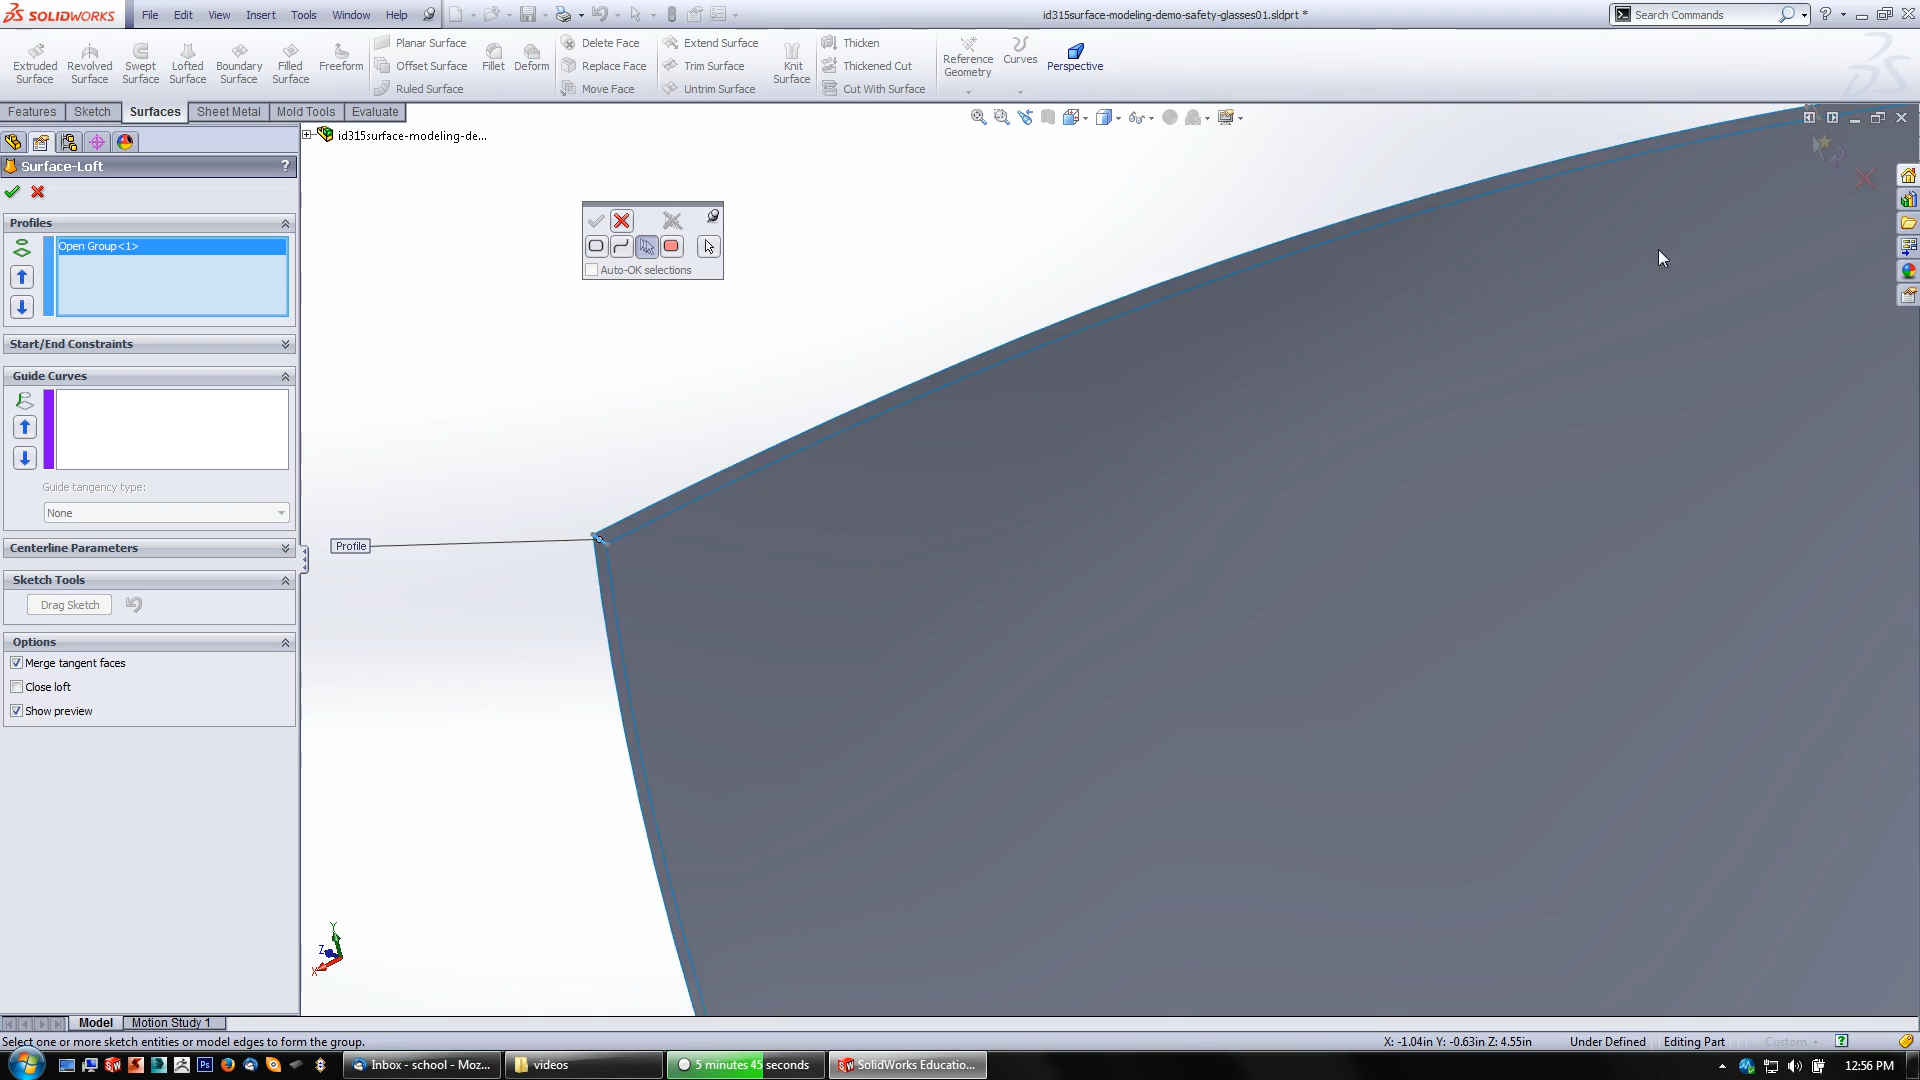 SOLIDWORKS File Edit View Insert Tools Window Help id315surface-modeling-demo-safety-glasses01.sldprt * Search Commands ?
Extruded Surface Revolved Surface Swept Surface Lofted Surface Boundary Surface Filled Surface Freeform
Planar Surface
Offset Surface
Ruled Surface
Fillet Deform
Delete Face
Replace Face
Move Face
Extend Surface
Trim Surface
Untrim Surface
Knit Surface
Thicken
Thickened Cut
Cut With Surface
Reference Geometry Curves Perspective
Features Sketch Surfaces Sheet Metal Mold Tools Evaluate
id315surface-modeling-de...
Surface-Loft ?
Profiles
Open Group<1>
Start/End Constraints
Guide Curves
Guide tangency type:
None
Centerline Parameters
Sketch Tools
Drag Sketch
Options
Merge tangent faces
Close loft
Show preview
Auto-OK selections
Profile
Y
Z
X
Model Motion Study 1
Select one or more sketch entities or model edges to form the group. X: -1.04in Y: -0.63in Z: 4.55in Under Defined Editing Part Custom ?
Inbox - school - Moz... videos 5 minutes 45 seconds SolidWorks Educatio... 12:56 PM